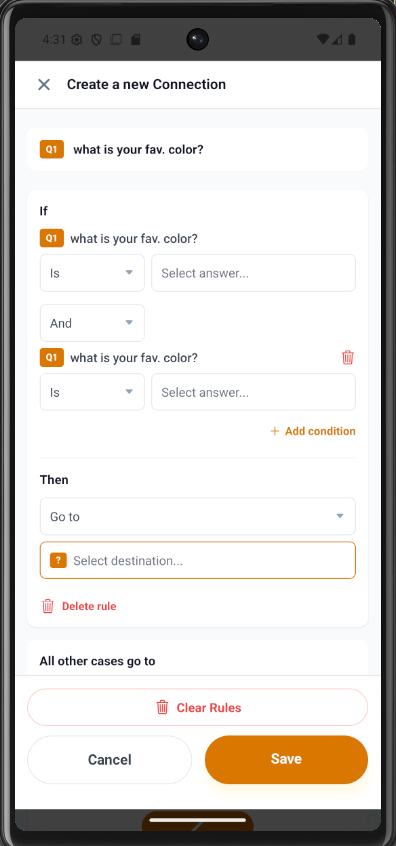 4:31
Create a new Connection
Q1 what is your fav. color?
If
Q1 what is your fav. color?
Is Select answer...
And
Q1 what is your fav. color?
Is Select answer...
+ Add condition
Then
Go to
? Select destination...
Delete rule
All other cases go to
Clear Rules
Cancel Save